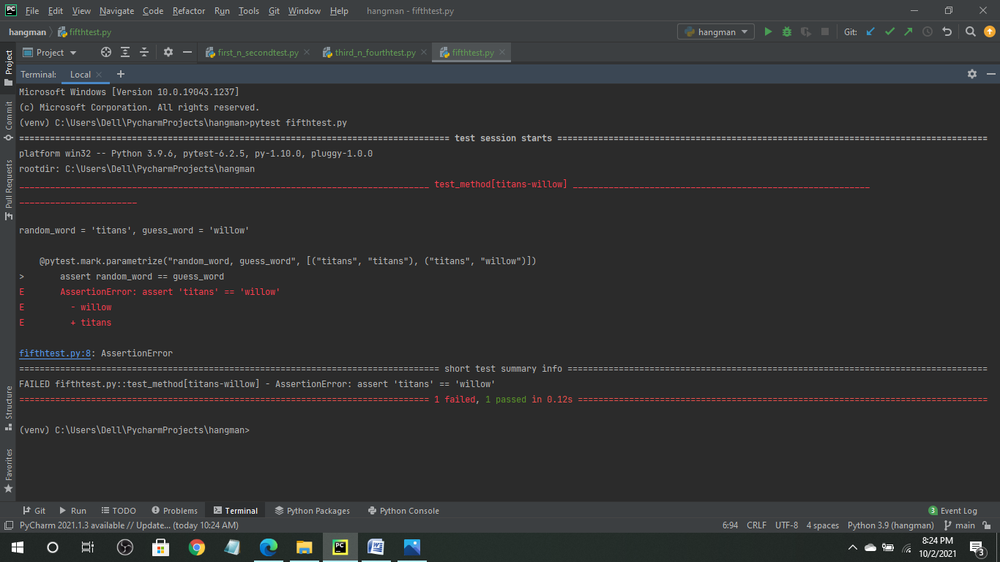 PC File Edit View Navigate Code Refactor Run Tools Git Window Help hangman - fifthtest.py
hangman fifthtest.py hangman Git:
Project first_n_secondtest.py third_n_fourthtest.py fifthtest.py
Terminal: Local
Microsoft Windows [Version 10.0.19043.1237]
(c) Microsoft Corporation. All rights reserved.
(venv) C:\Users\Dell\PycharmProjects\hangman>pytest fifthtest.py
==================================================================================== test session starts ====================================================================================
platform win32 -- Python 3.9.6, pytest-6.2.5, py-1.10.0, pluggy-1.0.0
rootdir: C:\Users\Dell\PycharmProjects\hangman
________________________________________________________________________________ test_method[titans-willow] __________________________________________________________
_______________________
random_word = 'titans', guess_word = 'willow'
@pytest.mark.parametrize("random_word, guess_word", [("titans", "titans"), ("titans", "willow")])
> assert random_word == guess_word
E AssertionError: assert 'titans' == 'willow'
E - willow
E + titans
fifthtest.py:8: AssertionError
================================================================================== short test summary info ==================================================================================
FAILED fifthtest.py::test_method[titans-willow] - AssertionError: assert 'titans' == 'willow'
================================================================================ 1 failed, 1 passed in 0.12s ================================================================================
(venv) C:\Users\Dell\PycharmProjects\hangman>
Project
Commit
Pull Requests
Structure
Favorites
Git Run TODO Problems Terminal Python Packages Python Console 3 Event Log
PyCharm 2021.1.3 available // Update... (today 10:24 AM) 6:94 CRLF UTF-8 4 spaces Python 3.9 (hangman) main
PC W 8:24 PM
10/2/2021 3